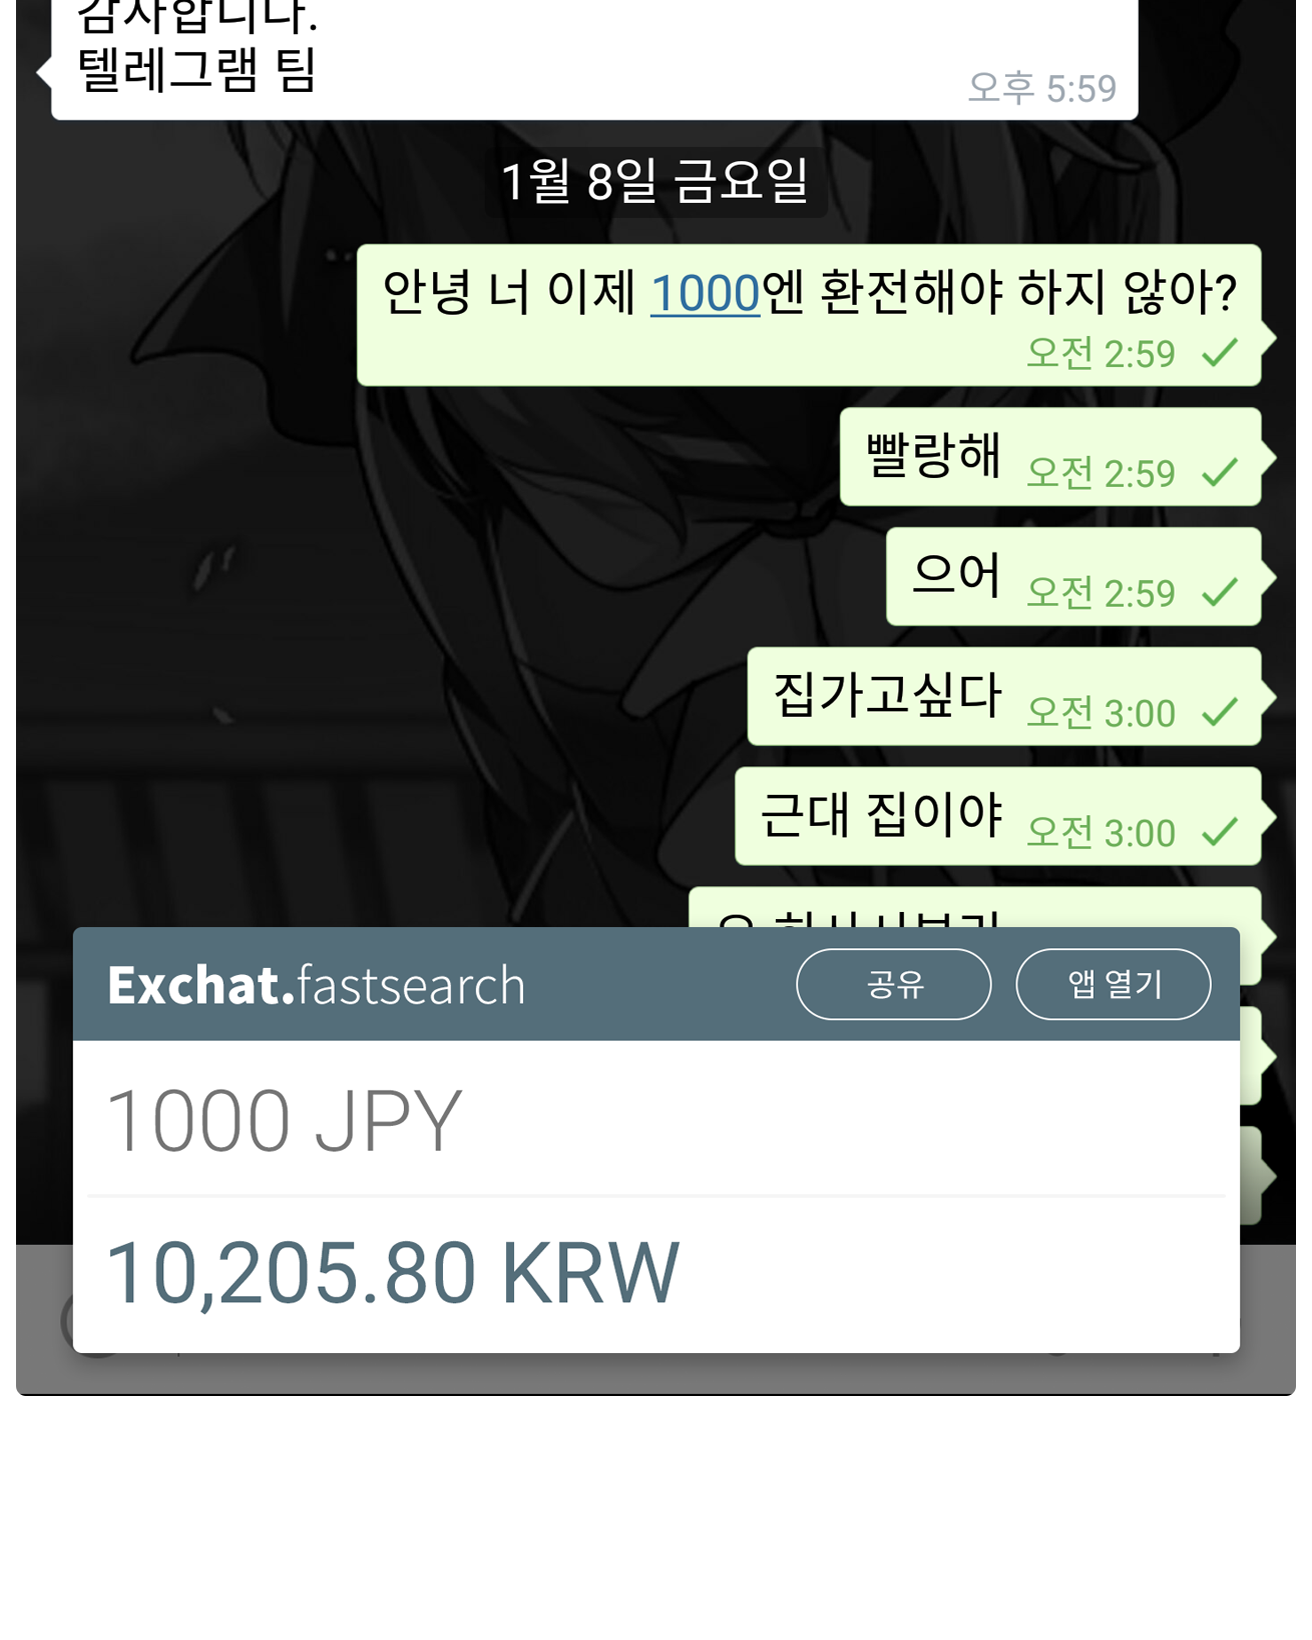 감사합니다.
텔레그램 팀
오후 5:59
1월 8일 금요일
안녕 너 이제 1000엔 환전해야 하지 않아?
오전 2:59
빨랑해 오전 2:59
으어 오전 2:59
집가고싶다 오전 3:00
근대 집이야 오전 3:00
Exchat.fastsearch 공유 앱 열기
1000 JPY
10,205.80 KRW